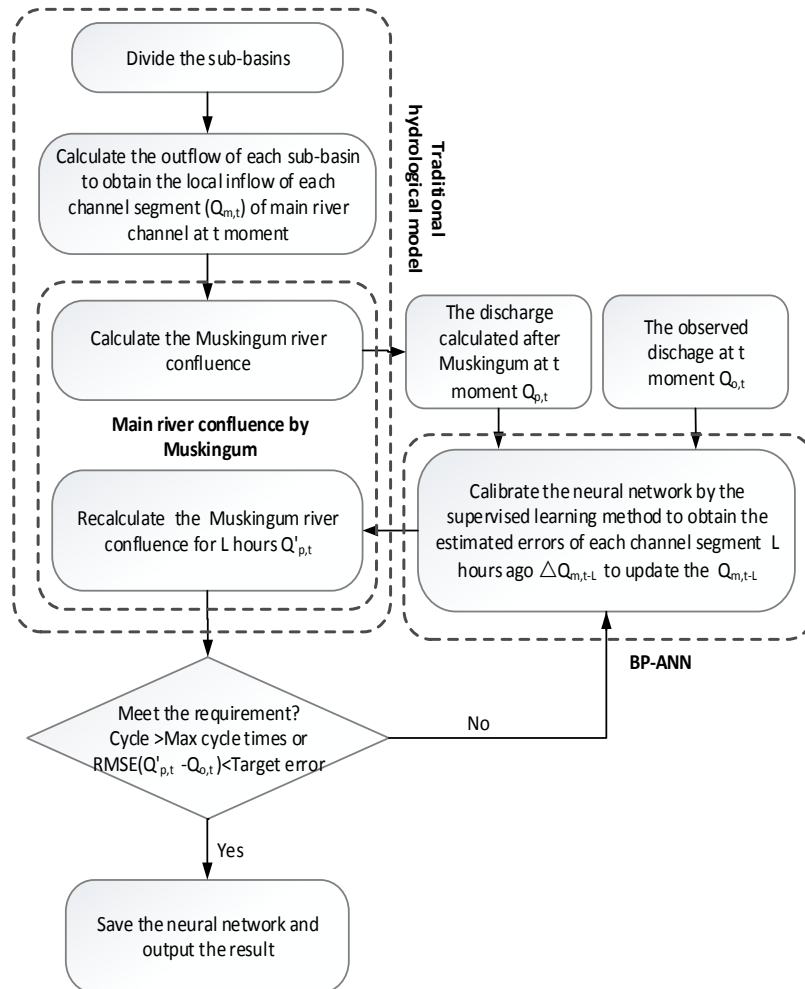 Divide the sub-basins
Calculate the outflow of each sub-basin
to obtain the local inflow of each
channel segment (Qm,t) of main river
channel at t moment
Traditional
hydrological model
Calculate the Muskingum river
confluence
The discharge
calculated after
Muskingum at t
moment Qp,t
The observed
dischage at t
moment Qo,t
Main river confluence by
Muskingum
Recalculate the Muskingum river
confluence for L hours Q'p,t
Calibrate the neural network by the
supervised learning method to obtain the
estimated errors of each channel segment L
hours ago △Qm,t-L to update the Qm,t-L
BP-ANN
Meet the requirement?
Cycle >Max cycle times or
RMSE(Q'p,t -Qo,t)<Target error
No
Yes
Save the neural network and
output the result